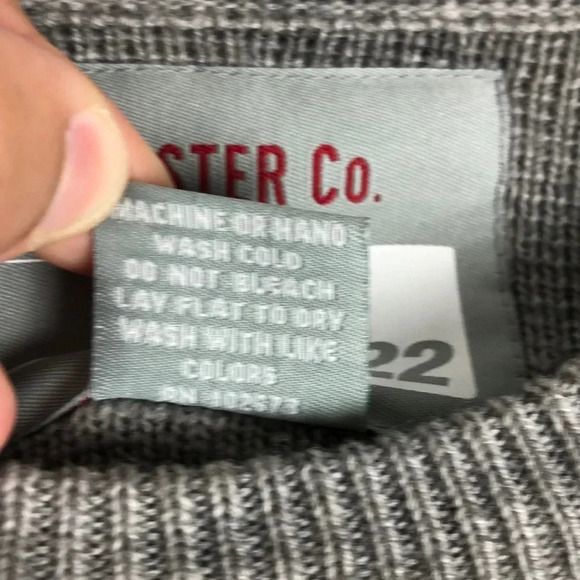 STER Co.
MACHINE OR HAND
WASH COLD
DO NOT BLEACH
LAY FLAT TO DRY
WASH WITH LIKE
COLORS
22